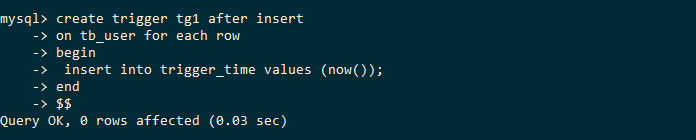 mysql> create trigger tg1 after insert
-> on tb_user for each row
-> begin
-> insert into trigger_time values (now());
-> end
-> $$
Query OK, 0 rows affected (0.03 sec)